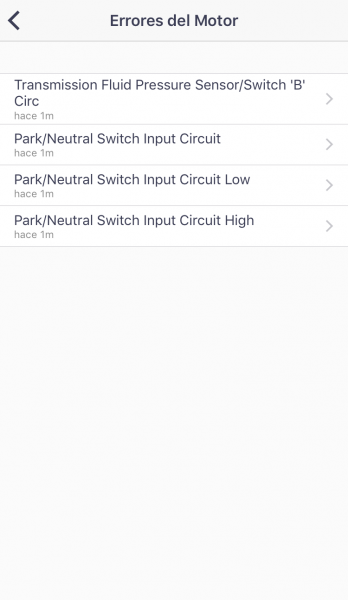 Errores del Motor
Transmission Fluid Pressure Sensor/Switch 'B'
Circ
hace 1m
Park/Neutral Switch Input Circuit
hace 1m
Park/Neutral Switch Input Circuit Low
hace 1m
Park/Neutral Switch Input Circuit High
hace 1m